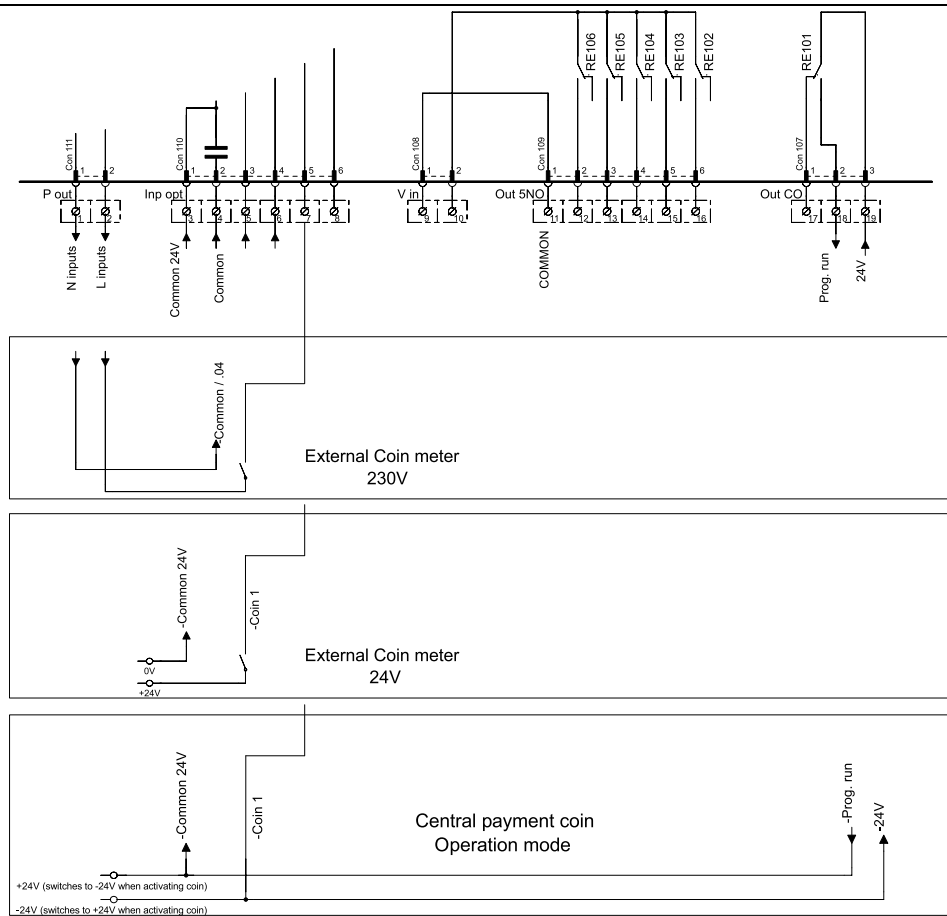 RE106
RE105
RE104
RE103
RE102
RE101
Con 111
Con 110
Con 108
Con 109
Con 107
1 2
1 2 3 4 5 6
1 2
1 2 3 4 5 6
1 2 3
P out
Inp opt
V in
Out 5NO
Out CO
1 2
3 4 5 6 7 8
9 10
11 12 13 14 15 16
17 18 19
N inputs
L inputs
Common 24V
Common
COMMON
Prog. run
24V
-Common / .04
External Coin meter
230V
-Common 24V
-Coin 1
External Coin meter
24V
0V
+24V
-Common 24V
-Coin 1
Central payment coin
Operation mode
-Prog. run
-24V
+24V (switches to -24V when activating coin)
-24V (switches to +24V when activating coin)